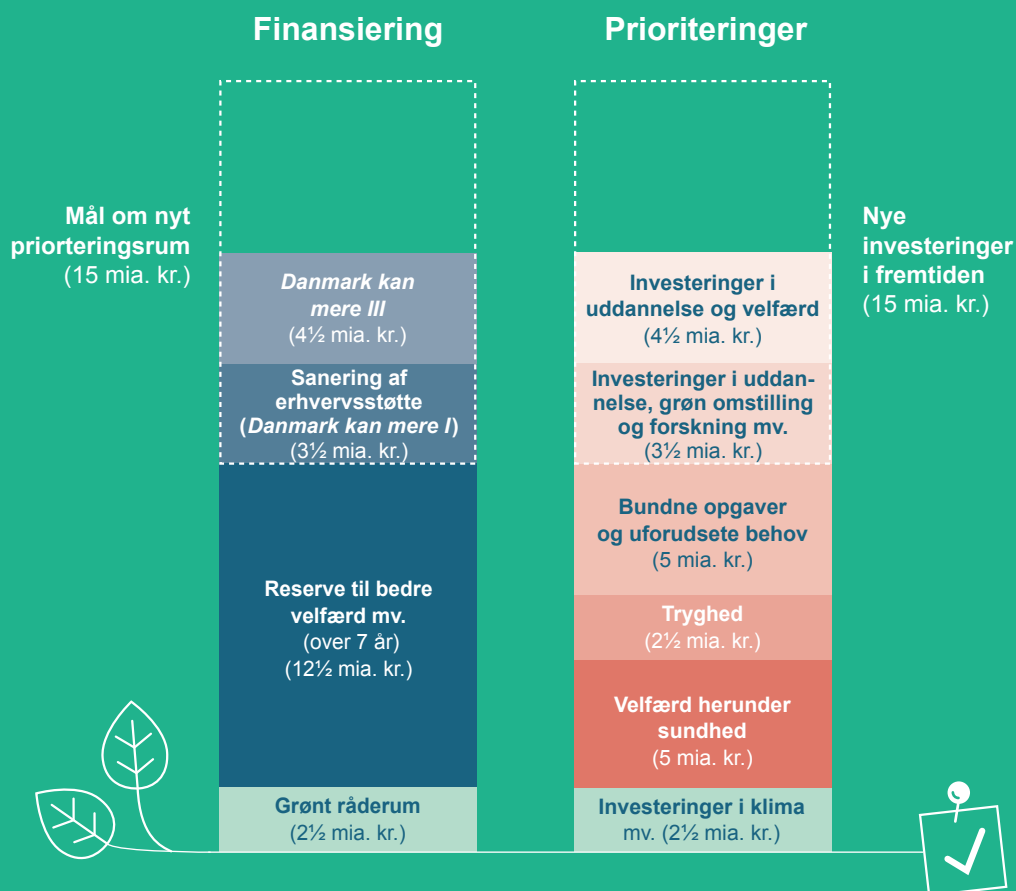 Finansiering
Prioriteringer
Mål om nyt
priorteringsrum
(15 mia. kr.)
Danmark kan
mere III
(4½ mia. kr.)
Sanering af
erhvervsstøtte
(Danmark kan mere I)
(3½ mia. kr.)
Reserve til bedre
velfærd mv.
(over 7 år)
(12½ mia. kr.)
Grønt råderum
(2½ mia. kr.)
Investeringer i
uddannelse og velfærd
(4½ mia. kr.)
Investeringer i uddan-
nelse, grøn omstilling
og forskning mv.
(3½ mia. kr.)
Bundne opgaver
og uforudsete behov
(5 mia. kr.)
Tryghed
(2½ mia. kr.)
Velfærd herunder
sundhed
(5 mia. kr.)
Investeringer i klima
mv. (2½ mia. kr.)
Nye
investeringer
i fremtiden
(15 mia. kr.)